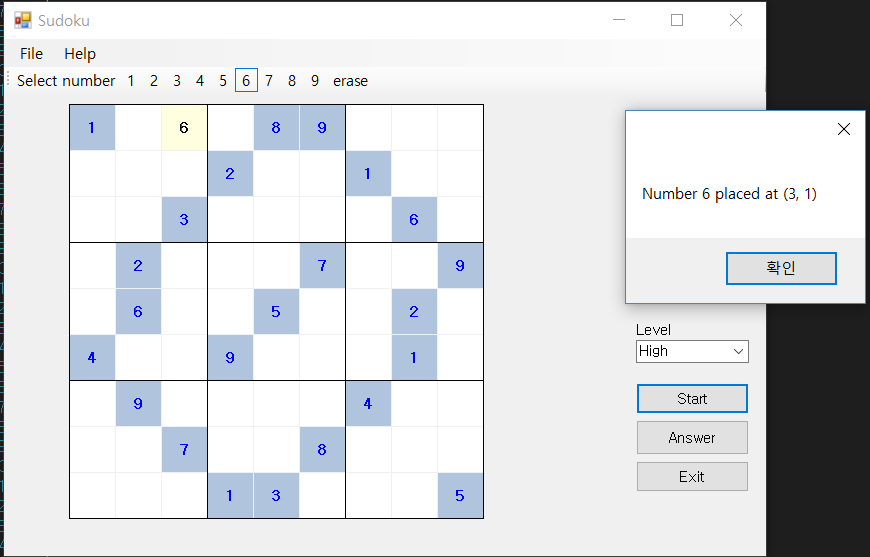 Sudoku
File Help
Select number 1 2 3 4 5 6 7 8 9 erase
1 6 8 9
2 1
3 6
2 7 9
6 5 2
4 9 1
9 4
7 8
1 3 5
Number 6 placed at (3, 1)
확인
Level
High
Start
Answer
Exit